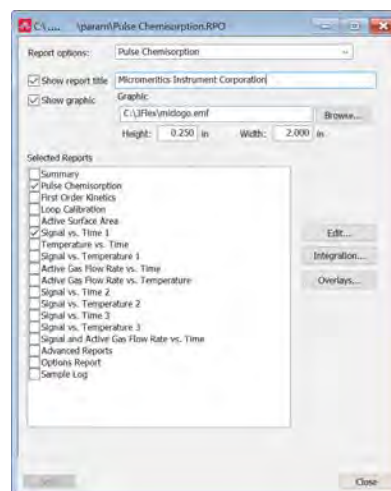 C:\..... \param\Pulse Chemisorption.RPO
Report options: Pulse Chemisorption
Show report title Micromeritics Instrument Corporation
Show graphic Graphic
Browse...
Height: 0.250 in Width: 2.000 in
Selected Reports
Summary
Pulse Chemisorption
First Order Kinetics
Loop Calibration
Active Surface Area
Signal vs. Time 1
Edit...
Temperature vs. Time
Signal vs. Temperature 1
Integration...
Active Gas Flow Rate vs. Time
Active Gas Flow Rate vs. Temperature
Overlays...
Signal vs. Time 2
Signal vs. Temperature 2
Signal vs. Time 3
Signal vs. Temperature 3
Signal and Active Gas Flow Rate vs. Time
Advanced Reports
Options Report
Sample Log
Close